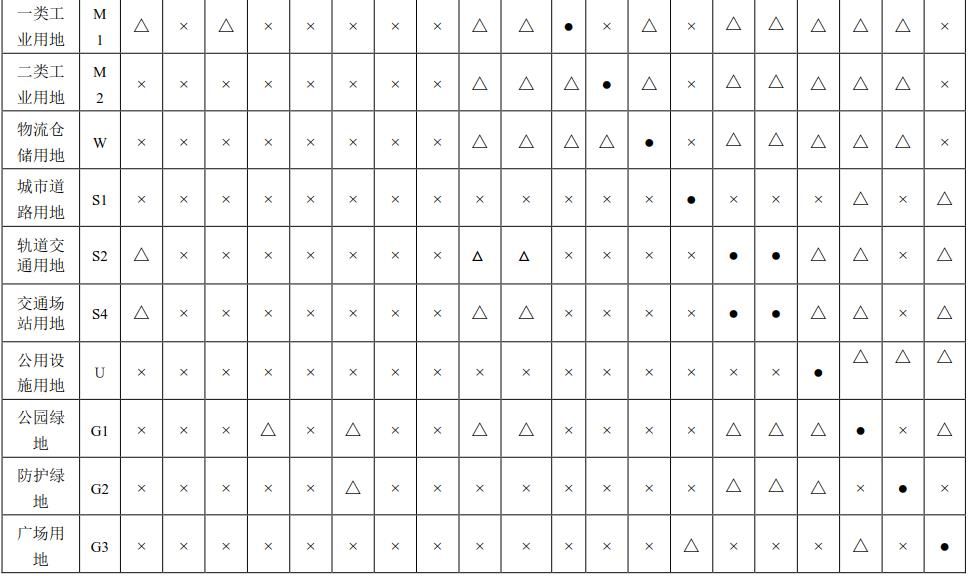 一类工
业用地
M
1
△ × △ × × × × × △ △ ● × △ × △ △ △ △ △ ×
二类工
业用地
M
2
× × × × × × × × △ △ △ ● △ × △ △ △ △ △ ×
物流仓
储用地
W
× × × × × × × × △ △ △ △ ● × △ △ △ △ △ ×
城市道
路用地
S1
× × × × × × × × × × × × × ● × × × △ × △
轨道交
通用地
S2
△ × × × × × × × △ △ × × × × ● ● △ △ × △
交通场
站用地
S4
△ × × × × × × × △ △ × × × × ● ● △ △ × △
公用设
施用地
U
× × × × × × × × × × × × × × × × ● △ △ △
公园绿
地
G1
× × × △ × △ × × △ △ × × × × △ △ △ ● × △
防护绿
地
G2
× × × × × △ × × × × × × × × △ △ △ × ● ×
广场用
地
G3
× × × × × × × × × × × × × △ × × × △ × ●